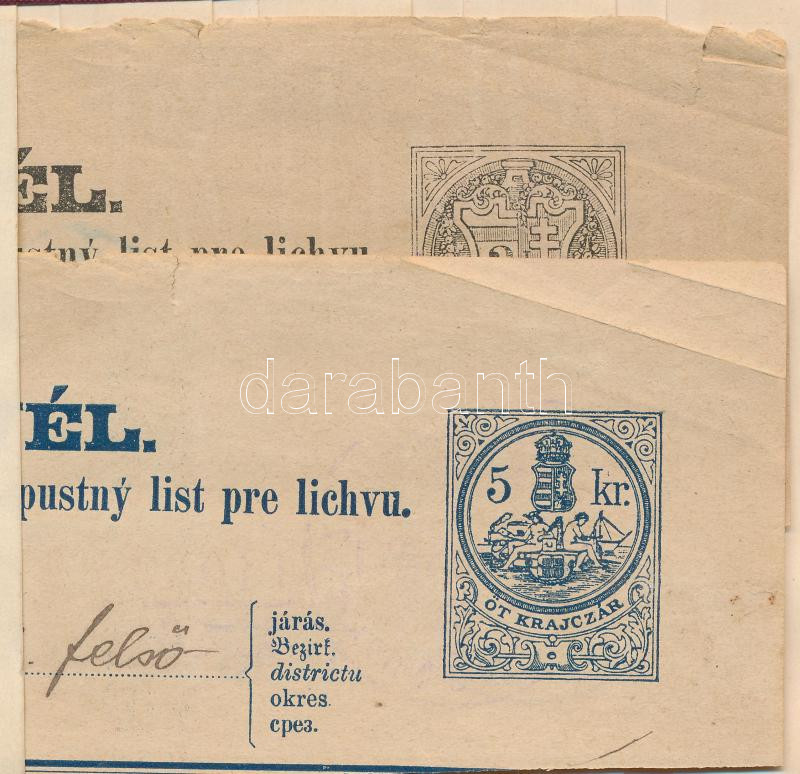 ÉL.
pustný list pre lichvu.
darabanth
ÉL.
pustný list pre lichvu.
5 kr.
ÖT KRAJCZÁR
felső
járás.
Bezirk.
districtu
okres.
срез.